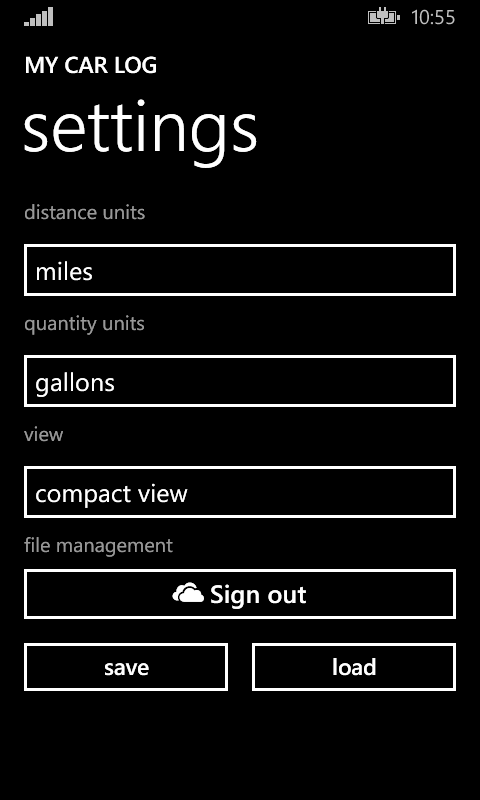 10:55
MY CAR LOG
settings
distance units
miles
quantity units
gallons
view
compact view
file management
Sign out
save load